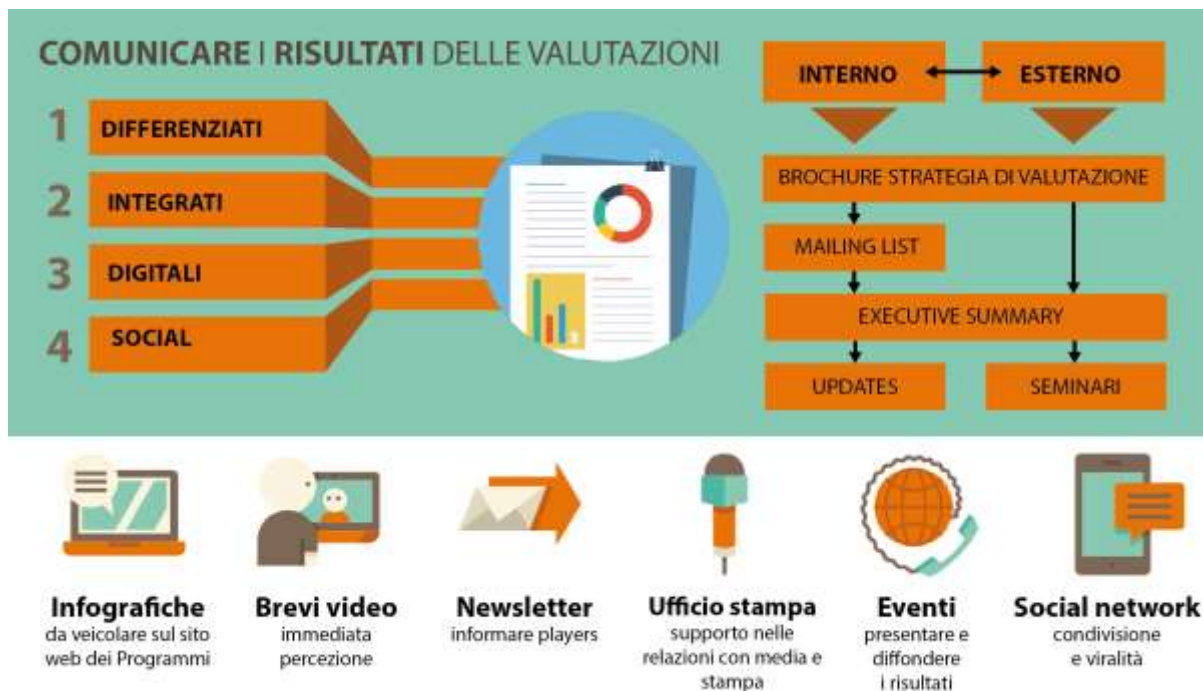 COMUNICARE I RISULTATI DELLE VALUTAZIONI
1 DIFFERENZIATI
2 INTEGRATI
3 DIGITALI
4 SOCIAL
INTERNO
ESTERNO
BROCHURE STRATEGIA DI VALUTAZIONE
MAILING LIST
EXECUTIVE SUMMARY
UPDATES
SEMINARI
Infografiche
da veicolare sul sito
web dei Programmi
Brevi video
immediata
percezione
Newsletter
informare players
Ufficio stampa
supporto nelle
relazioni con media e
stampa
Eventi
presentare e
diffondere
i risultati
Social network
condivisione
e viralità